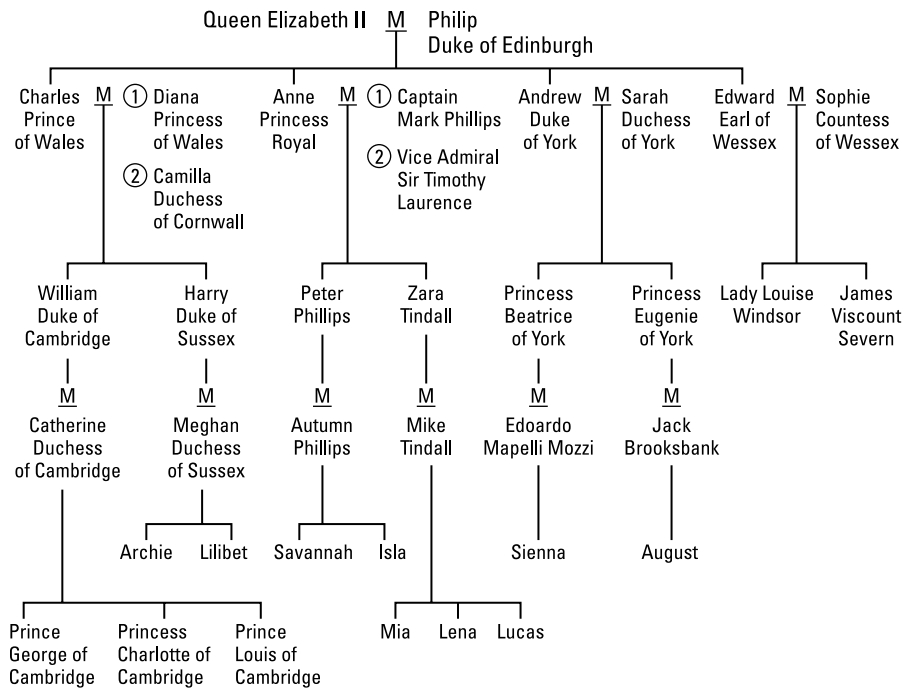 Queen Elizabeth II M Philip
Duke of Edinburgh
Charles
Prince
of Wales
M
① Diana
Princess
of Wales
② Camilla
Duchess
of Cornwall
Anne
Princess
Royal
M
① Captain
Mark Phillips
② Vice Admiral
Sir Timothy
Laurence
Andrew
Duke
of York
M
Sarah
Duchess
of York
Edward
Earl of
Wessex
M
Sophie
Countess
of Wessex
William
Duke of
Cambridge
M
Catherine
Duchess
of Cambridge
Harry
Duke of
Sussex
M
Meghan
Duchess
of Sussex
Peter
Phillips
M
Autumn
Phillips
Zara
Tindall
M
Mike
Tindall
Princess
Beatrice
of York
M
Edoardo
Mapelli Mozzi
Princess
Eugenie
of York
M
Jack
Brooksbank
Lady Louise
Windsor
James
Viscount
Severn
Archie
Lilibet
Savannah
Isla
Sienna
August
Prince
George of
Cambridge
Princess
Charlotte of
Cambridge
Prince
Louis of
Cambridge
Mia
Lena
Lucas